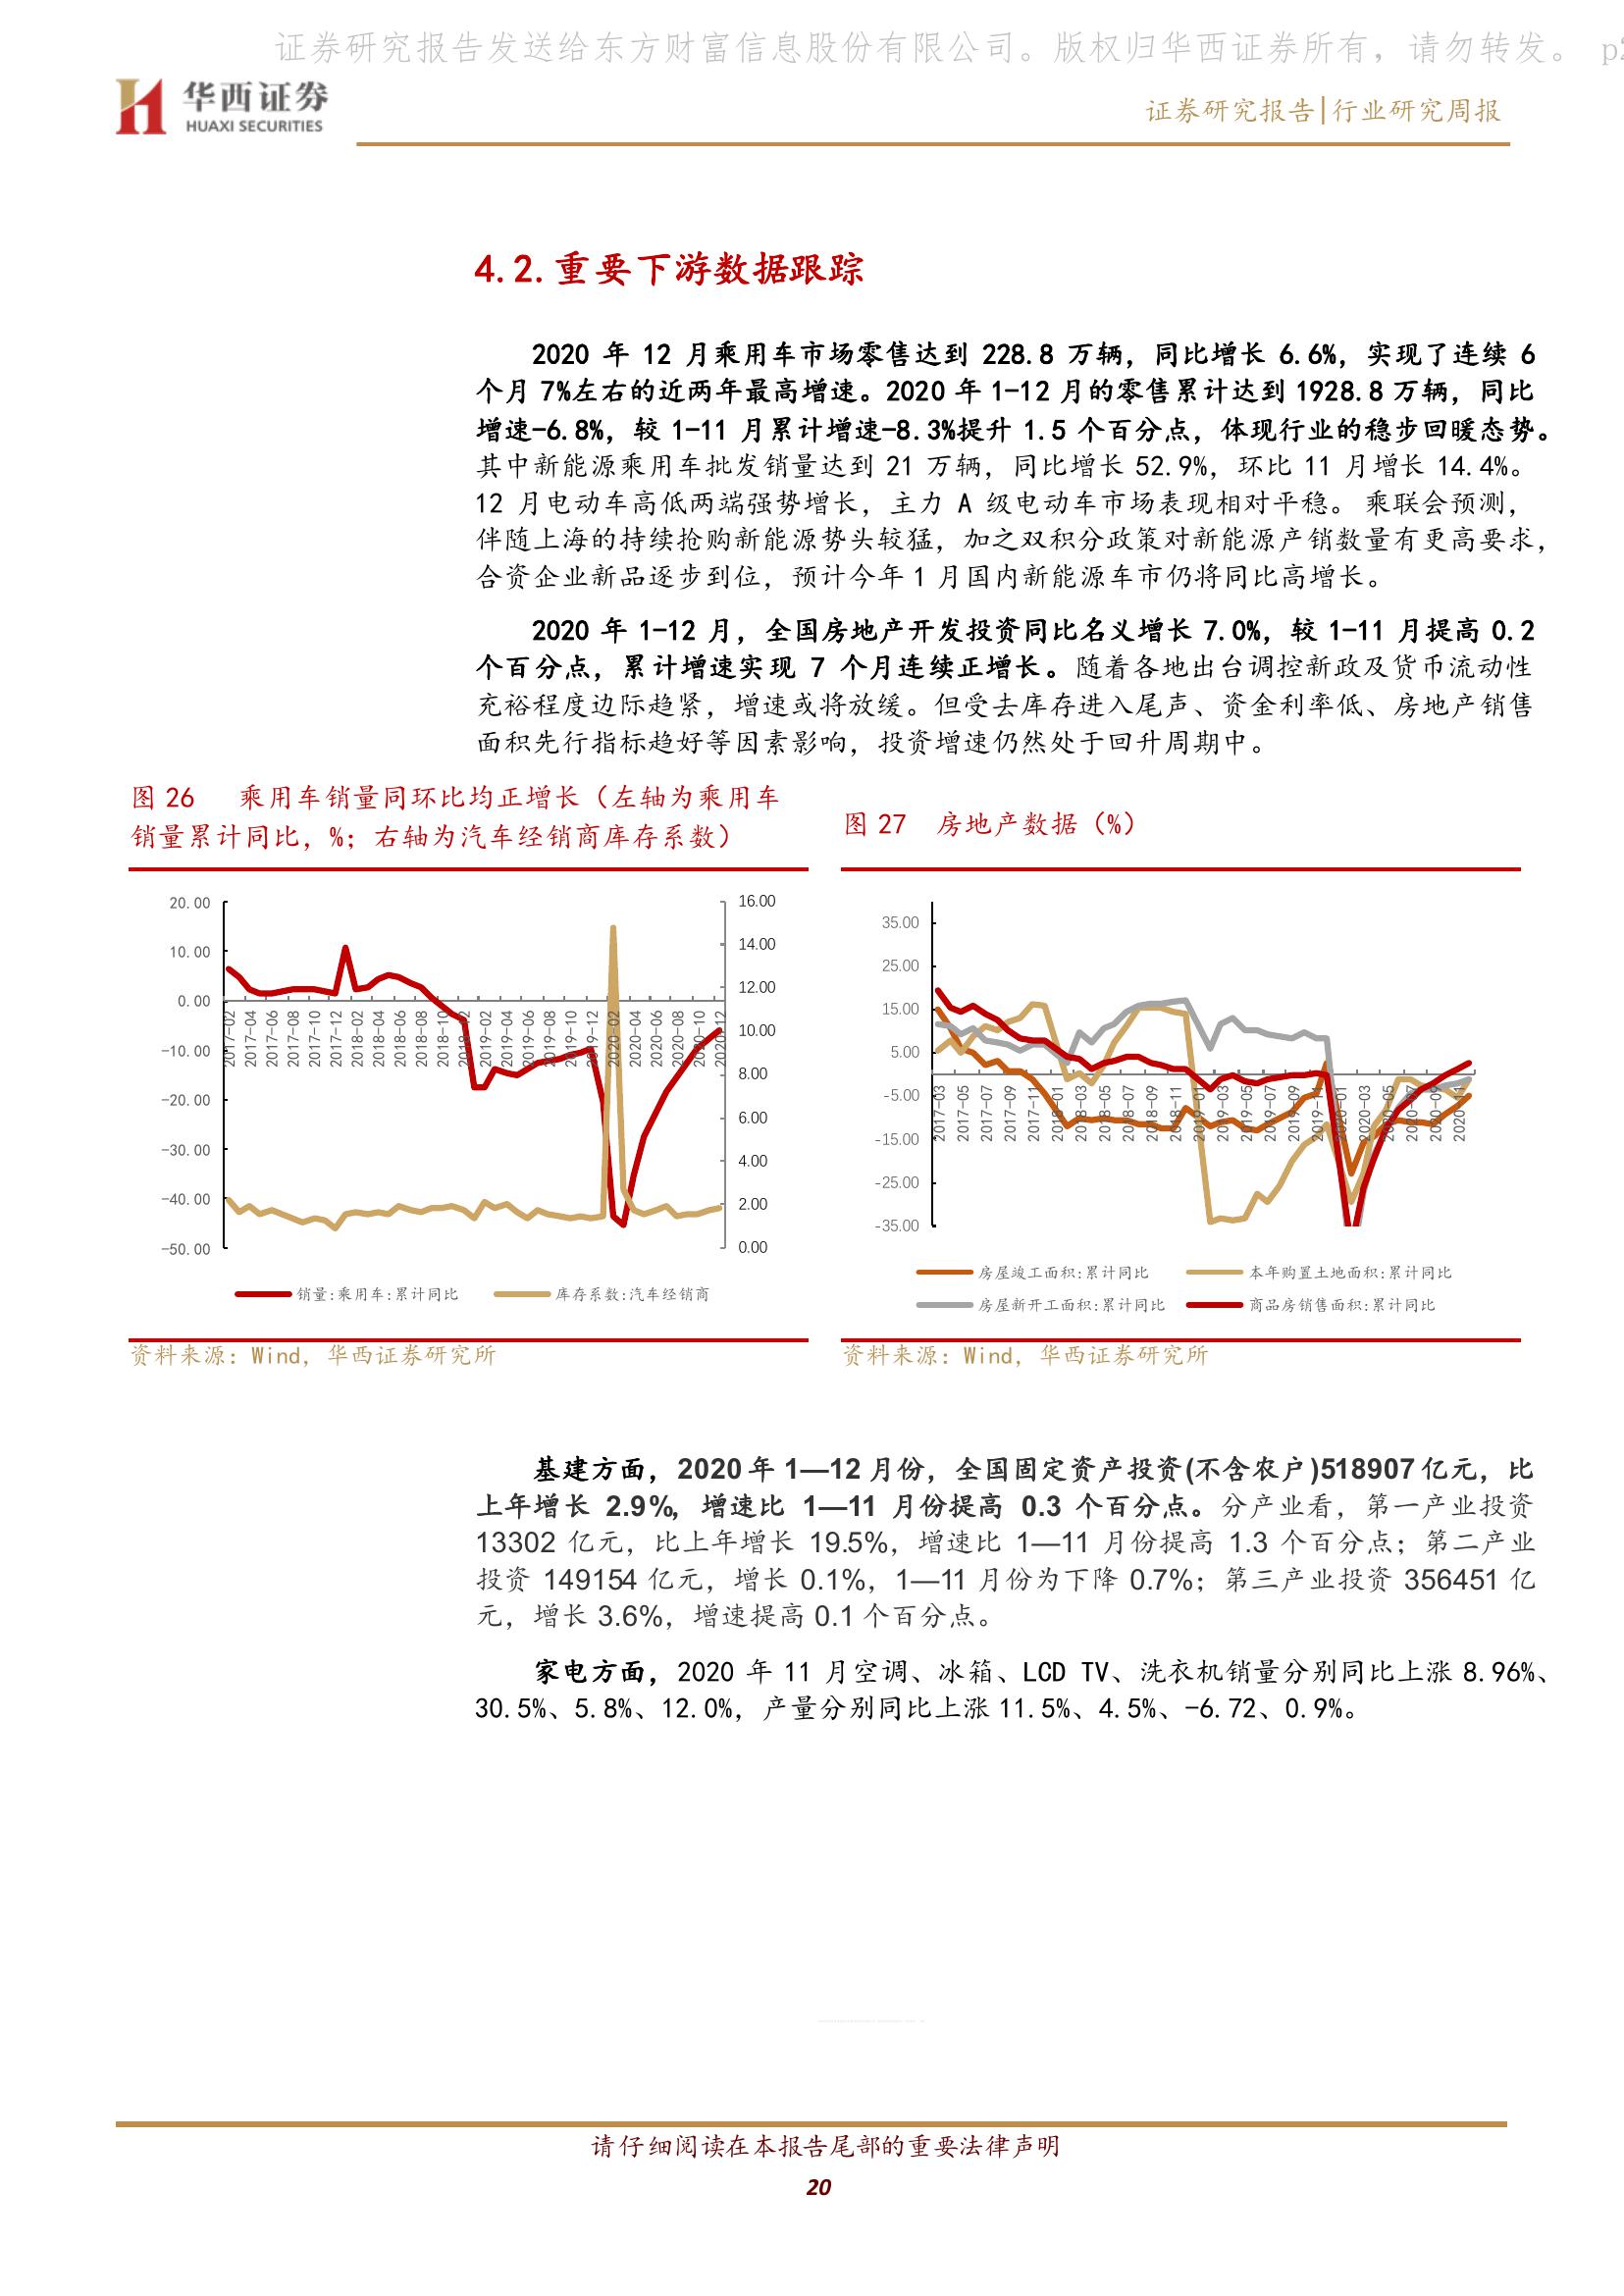 证券研究报告发送给东方财富信息股份有限公司。版权归华西证券所有，请勿转发。 p2
华西证券
HUAXI SECURITIES
证券研究报告|行业研究周报
4.2.重要下游数据跟踪
2020 年 12 月乘用车市场零售达到 228.8 万辆，同比增长 6.6%，实现了连续 6
个月 7%左右的近两年最高增速。2020 年 1-12 月的零售累计达到 1928.8 万辆，同比
增速-6.8%，较 1-11 月累计增速-8.3%提升 1.5 个百分点，体现行业的稳步回暖态势。
其中新能源乘用车批发销量达到 21 万辆，同比增长 52.9%，环比 11 月增长 14.4%。
12 月电动车高低两端强势增长，主力 A 级电动车市场表现相对平稳。 乘联会预测，
伴随上海的持续抢购新能源势头较猛，加之双积分政策对新能源产销数量有更高要求，
合资企业新品逐步到位，预计今年 1 月国内新能源车市仍将同比高增长。
2020 年 1-12 月，全国房地产开发投资同比名义增长 7.0%，较 1-11 月提高 0.2
个百分点，累计增速实现 7 个月连续正增长。随着各地出台调控新政及货币流动性
充裕程度边际趋紧，增速或将放缓。但受去库存进入尾声、资金利率低、房地产销售
面积先行指标趋好等因素影响，投资增速仍然处于回升周期中。
图 26 乘用车销量同环比均正增长（左轴为乘用车
销量累计同比，%；右轴为汽车经销商库存系数）
20.00
10.00
0.00
-10.00
-20.00
-30.00
-40.00
-50.00
16.00
14.00
12.00
10.00
8.00
6.00
4.00
2.00
0.00
2017-02
2017-04
2017-06
2017-08
2017-10
2017-12
2018-02
2018-04
2018-06
2018-08
2018-10
2018-12
2019-02
2019-04
2019-06
2019-08
2019-10
2019-12
2020-02
2020-04
2020-06
2020-08
2020-10
2020-12
销量:乘用车:累计同比
库存系数:汽车经销商
资料来源：Wind，华西证券研究所
图 27 房地产数据（%）
35.00
25.00
15.00
5.00
-5.00
-15.00
-25.00
-35.00
2017-03
2017-05
2017-07
2017-09
2017-11
2018-01
2018-03
2018-05
2018-07
2018-09
2018-11
2019-01
2019-03
2019-05
2019-07
2019-09
2019-11
2020-01
2020-03
2020-05
2020-07
2020-09
2020-11
房屋竣工面积:累计同比
本年购置土地面积:累计同比
房屋新开工面积:累计同比
商品房销售面积:累计同比
资料来源：Wind，华西证券研究所
基建方面，2020 年 1—12 月份，全国固定资产投资(不含农户)518907 亿元，比
上年增长 2.9%，增速比 1—11 月份提高 0.3 个百分点。分产业看，第一产业投资
13302 亿元，比上年增长 19.5%，增速比 1—11 月份提高 1.3 个百分点；第二产业
投资 149154 亿元，增长 0.1%，1—11 月份为下降 0.7%；第三产业投资 356451 亿
元，增长 3.6%，增速提高 0.1 个百分点。
家电方面，2020 年 11 月空调、冰箱、LCD TV、洗衣机销量分别同比上涨 8.96%、
30.5%、5.8%、12.0%，产量分别同比上涨 11.5%、4.5%、-6.72、0.9%。
请仔细阅读在本报告尾部的重要法律声明
20